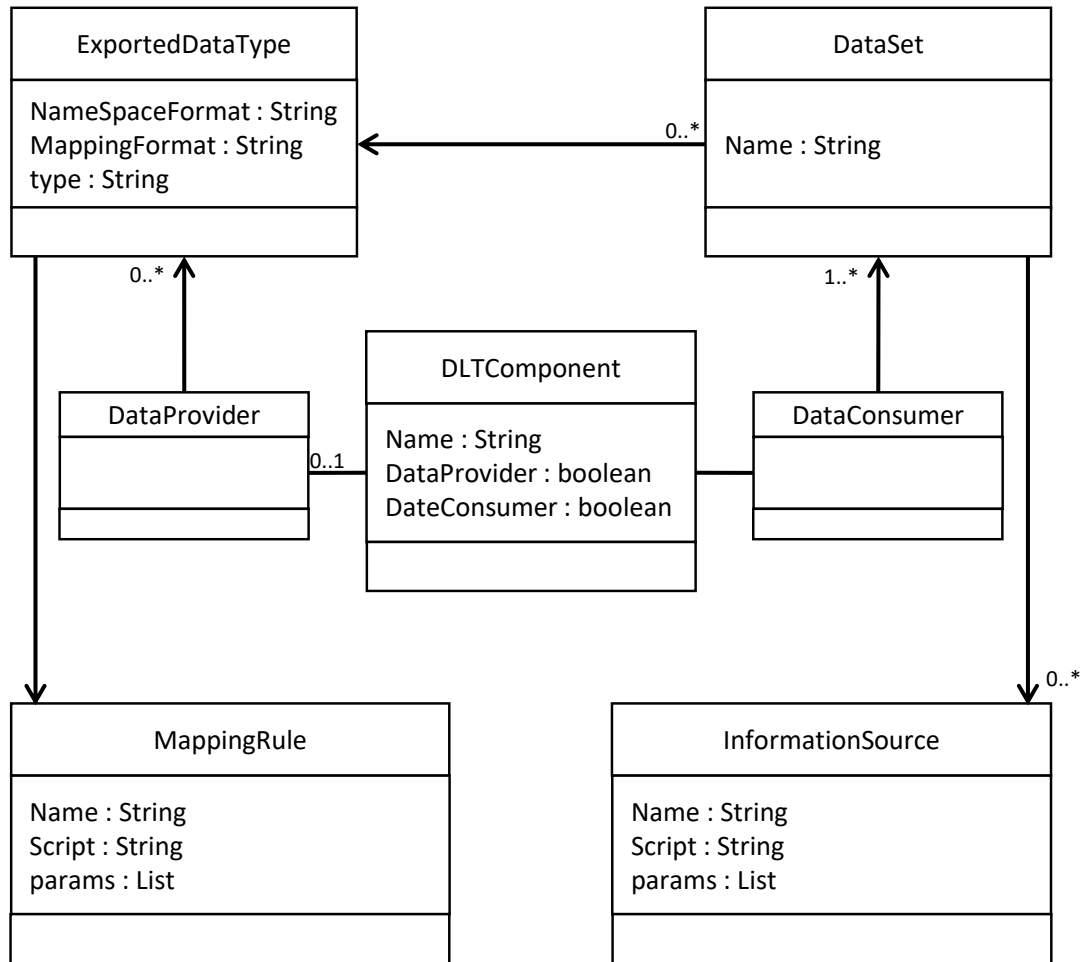 ExportedDataType
NameSpaceFormat : String
MappingFormat : String
type : String
DataSet
Name : String
0..*
0..*
1..*
DataProvider
0..1
DLTComponent
Name : String
DataProvider : boolean
DateConsumer : boolean
DataConsumer
0..*
MappingRule
Name : String
Script : String
params : List
InformationSource
Name : String
Script : String
params : List